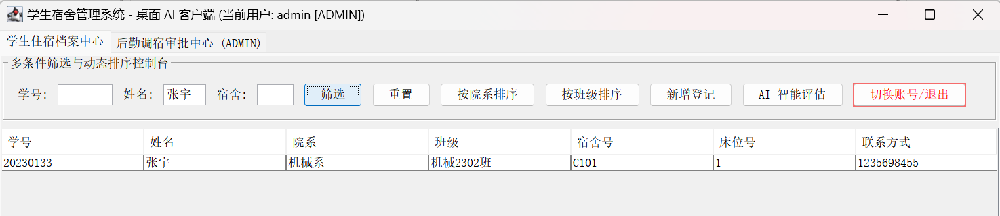 学生宿舍管理系统 - 桌面 AI 客户端 (当前用户: admin [ADMIN])
学生住宿档案中心 后勤调宿审批中心 (ADMIN)
多条件筛选与动态排序控制台
学号: 姓名: 张宇 宿舍: 筛选 重置 按院系排序 按班级排序 新增登记 AI 智能评估 切换账号/退出
学号 姓名 院系 班级 宿舍号 床位号 联系方式
20230133 张宇 机械系 机械2302班 C101 1 1235698455